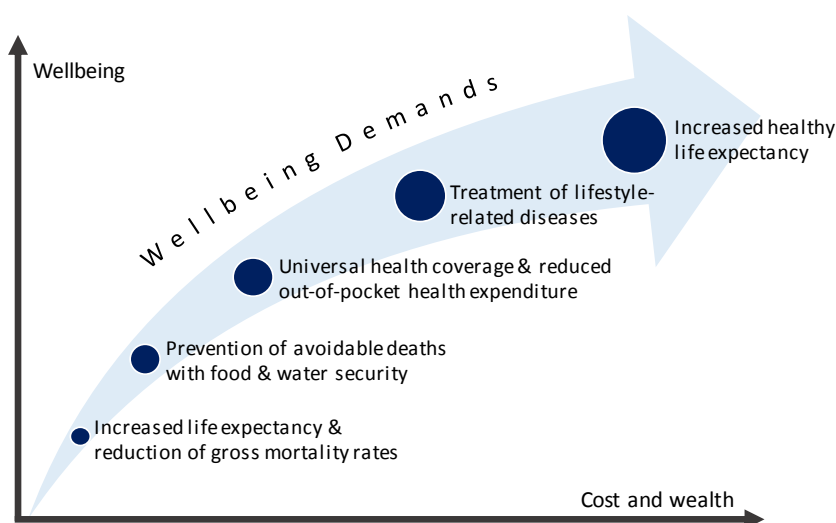 Wellbeing
Wellbeing Demands
Increased healthy
life expectancy
Treatment of lifestyle-
related diseases
Universal health coverage & reduced
out-of-pocket health expenditure
Prevention of avoidable deaths
with food & water security
Increased life expectancy &
reduction of gross mortality rates
Cost and wealth